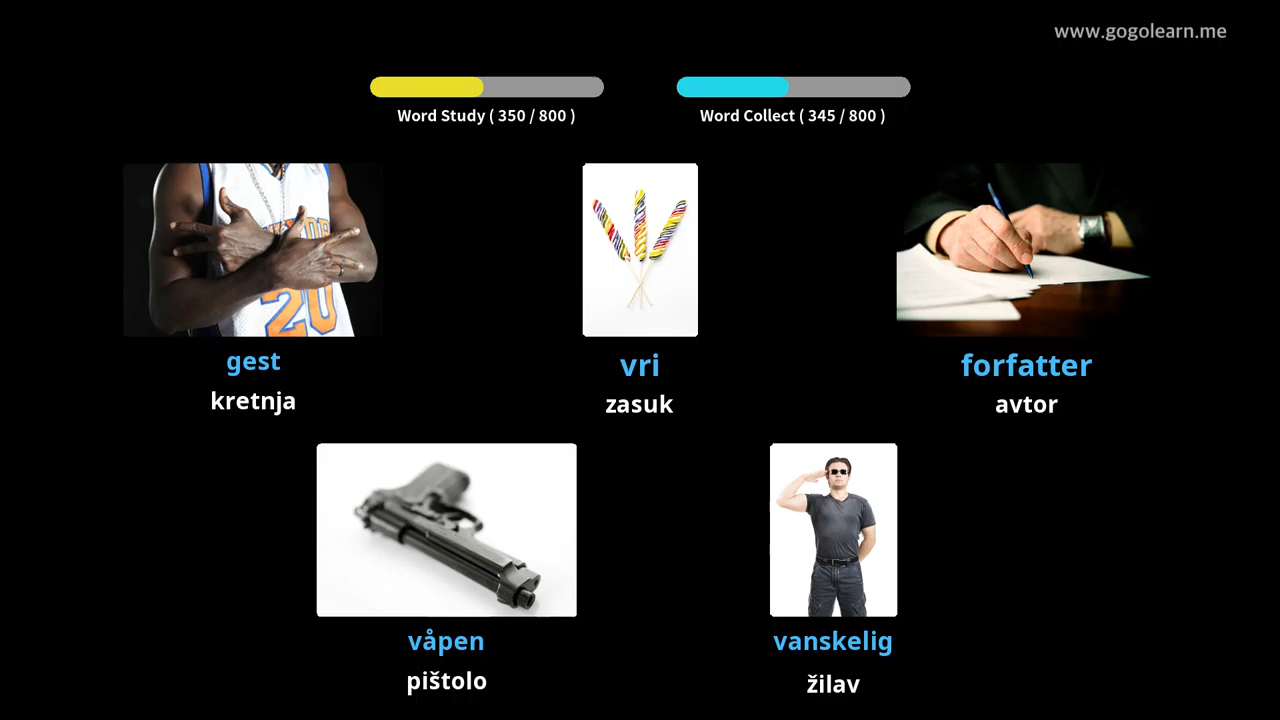 www.gogolearn.me
Word Study ( 350 / 800 )
Word Collect ( 345 / 800 )
20
gest
vri
forfatter
kretnja
zasuk
avtor
våpen
vanskelig
pištolo
žilav